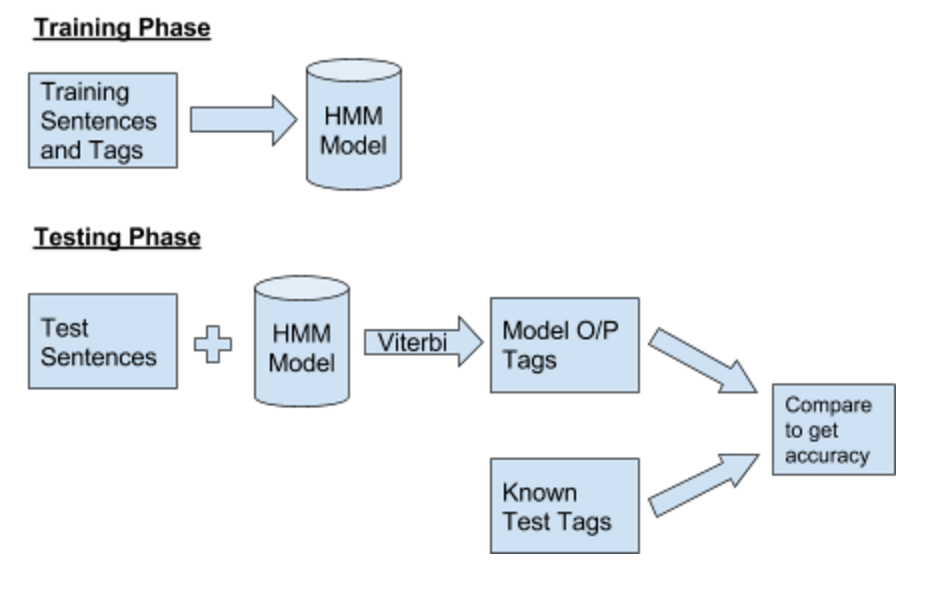 Training Phase
Training
Sentences
and Tags
HMM
Model
Testing Phase
Test
Sentences
HMM
Model
Viterbi
Model O/P
Tags
Compare
to get
accuracy
Known
Test Tags